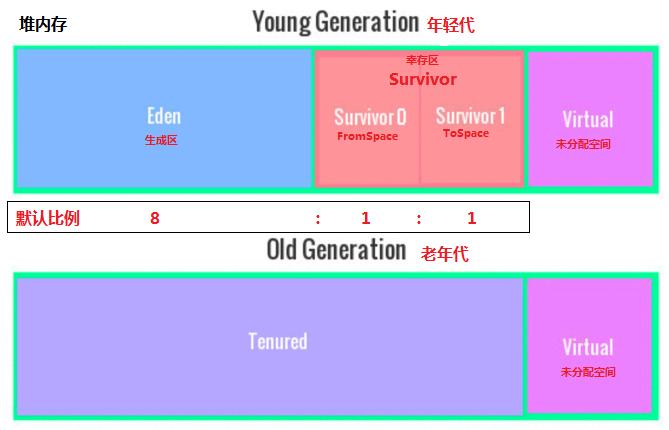 堆内存
Young Generation 年轻代
幸存区
Survivor
Eden
生成区
Survivor 0
FromSpace
Survivor 1
ToSpace
Virtual
未分配空间
默认比例 8 : 1 : 1
Old Generation 老年代
Tenured
Virtual
未分配空间